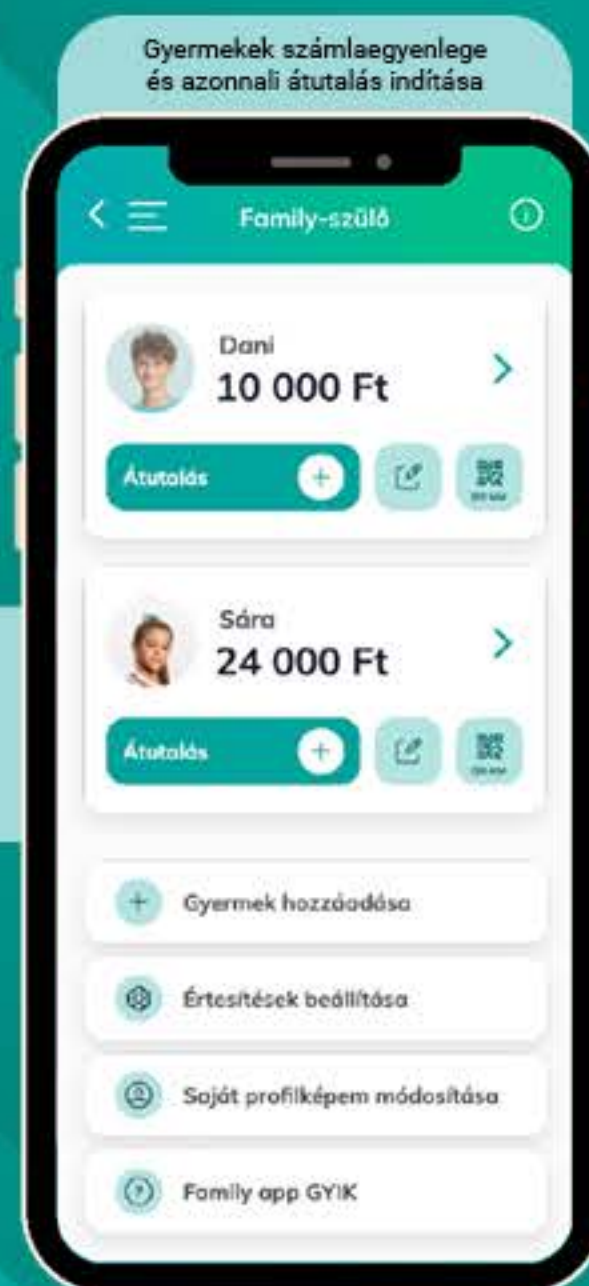 Gyermekek számlaegyenlege
és azonnali átutalás indítása
Family-szülő
Dani
10 000 Ft
Átutalás
Sára
24 000 Ft
Átutalás
Gyermek hozzáadása
Értesítések beállítása
Saját profilképem módosítása
Family app GYIK